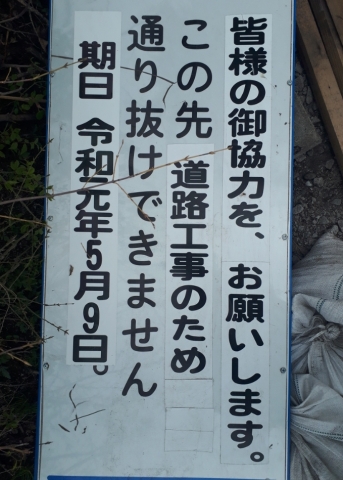 皆様の御協力を、お願いします。
この先 道路工事のため
通り抜けできません
期日 令和元年5月9日。